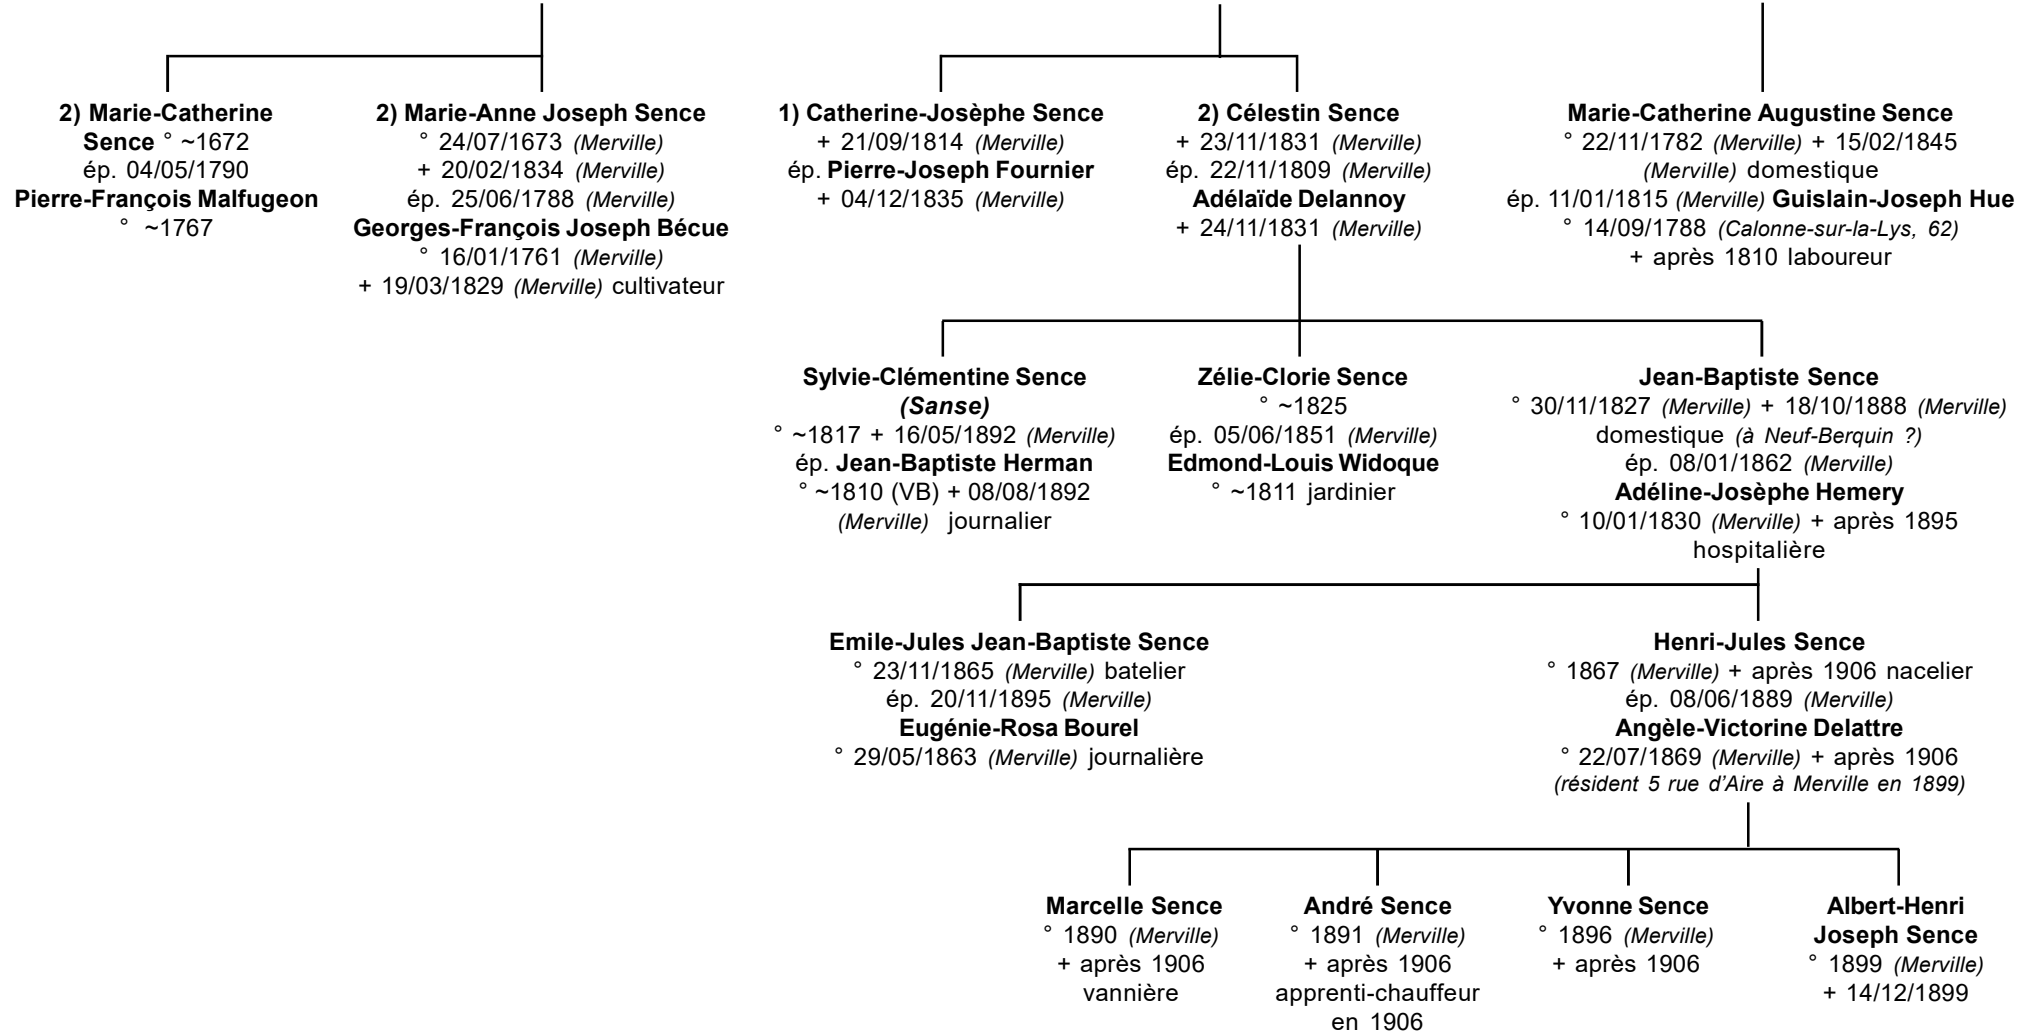 2) Marie-Catherine
Sence ° ~1672
ép. 04/05/1790
Pierre-François Malfugeon
° ~1767
2) Marie-Anne Joseph Sence
° 24/07/1673 (Merville)
+ 20/02/1834 (Merville)
ép. 25/06/1788 (Merville)
Georges-François Joseph Bécue
° 16/01/1761 (Merville)
+ 19/03/1829 (Merville) cultivateur
1) Catherine-Josèphe Sence
+ 21/09/1814 (Merville)
ép. Pierre-Joseph Fournier
+ 04/12/1835 (Merville)
2) Célestin Sence
+ 23/11/1831 (Merville)
ép. 22/11/1809 (Merville)
Adélaïde Delannoy
+ 24/11/1831 (Merville)
Marie-Catherine Augustine Sence
° 22/11/1782 (Merville) + 15/02/1845
(Merville) domestique
ép. 11/01/1815 (Merville) Guislain-Joseph Hue
° 14/09/1788 (Calonne-sur-la-Lys, 62)
+ après 1810 laboureur
Sylvie-Clémentine Sence
(Sanse)
° ~1817 + 16/05/1892 (Merville)
ép. Jean-Baptiste Herman
° ~1810 (VB) + 08/08/1892
(Merville) journalier
Zélie-Clorie Sence
° ~1825
ép. 05/06/1851 (Merville)
Edmond-Louis Widoque
° ~1811 jardinier
Jean-Baptiste Sence
° 30/11/1827 (Merville) + 18/10/1888 (Merville)
domestique (à Neuf-Berquin ?)
ép. 08/01/1862 (Merville)
Adéline-Josèphe Hemery
° 10/01/1830 (Merville) + après 1895
hospitalière
Emile-Jules Jean-Baptiste Sence
° 23/11/1865 (Merville) batelier
ép. 20/11/1895 (Merville)
Eugénie-Rosa Bourel
° 29/05/1863 (Merville) journalière
Henri-Jules Sence
° 1867 (Merville) + après 1906 nacelier
ép. 08/06/1889 (Merville)
Angèle-Victorine Delattre
° 22/07/1869 (Merville) + après 1906
(résident 5 rue d'Aire à Merville en 1899)
Marcelle Sence
° 1890 (Merville)
+ après 1906
vannière
André Sence
° 1891 (Merville)
+ après 1906
apprenti-chauffeur
en 1906
Yvonne Sence
° 1896 (Merville)
+ après 1906
Albert-Henri
Joseph Sence
° 1899 (Merville)
+ 14/12/1899